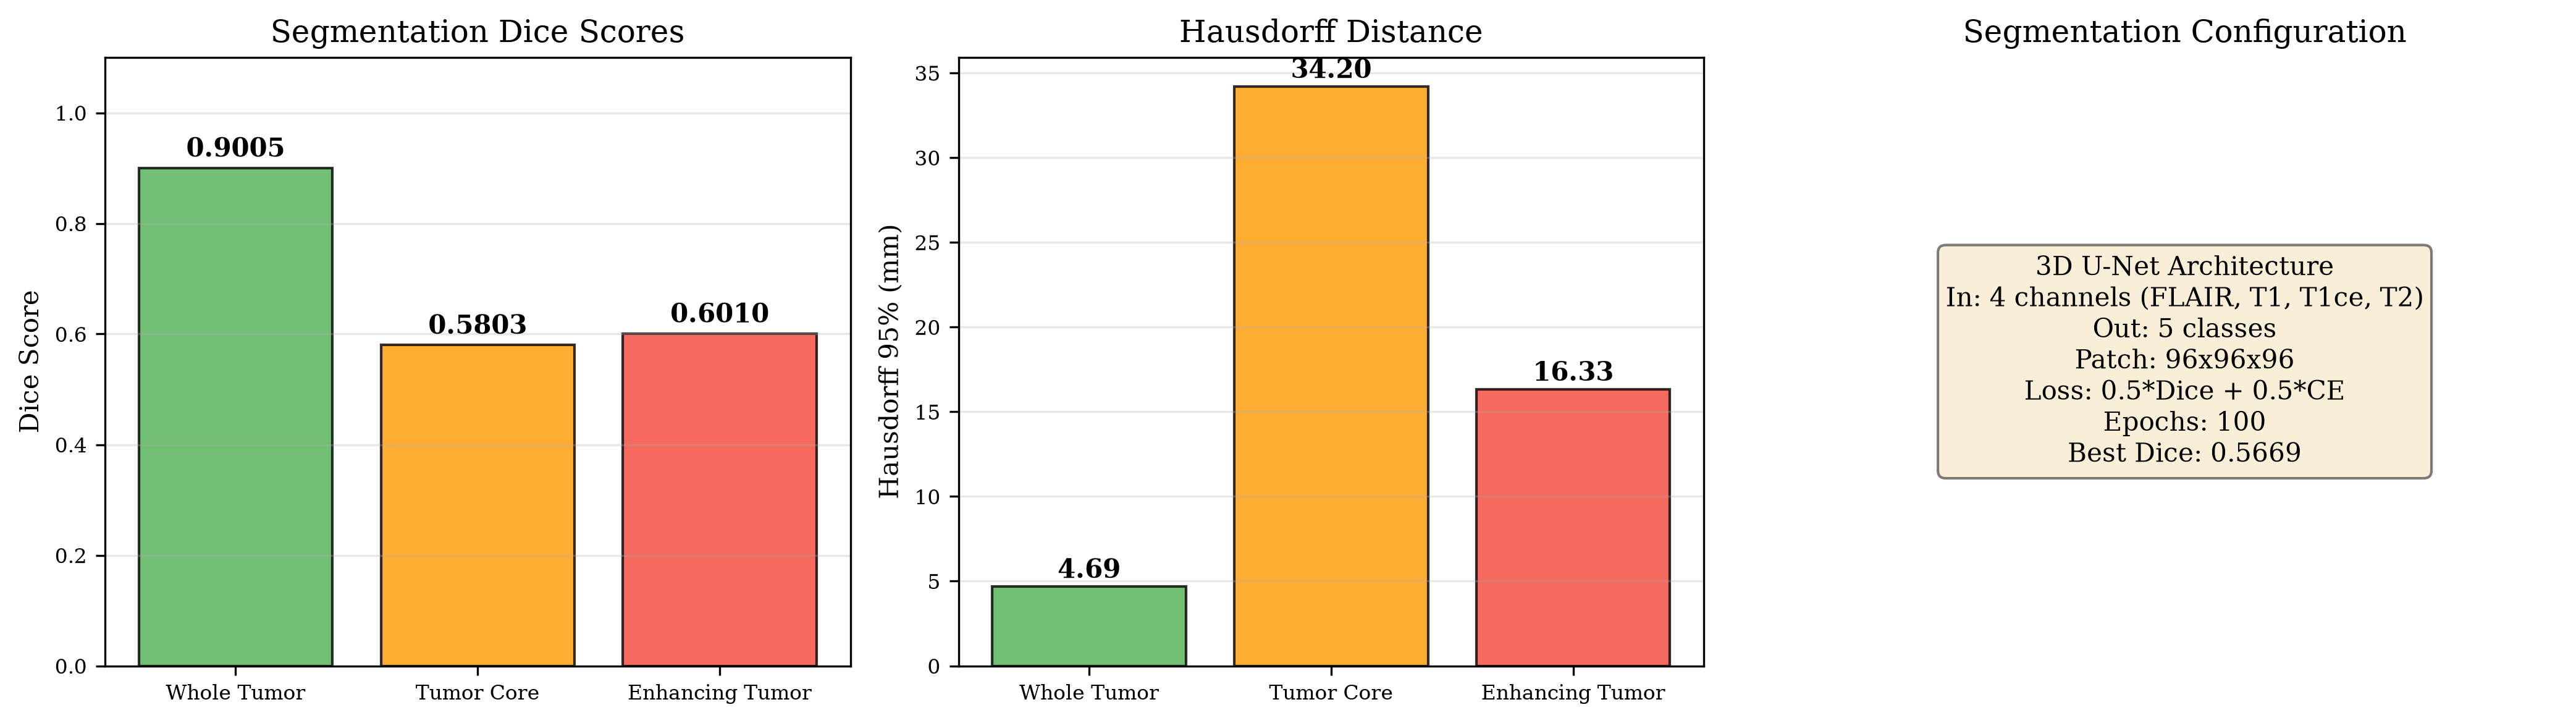 Segmentation Dice Scores
Dice Score
1.0
0.8
0.6
0.4
0.2
0.0
0.9005
0.5803
0.6010
Whole Tumor
Tumor Core
Enhancing Tumor
Hausdorff Distance
Hausdorff 95% (mm)
35
30
25
20
15
10
5
0
4.69
34.20
16.33
Whole Tumor
Tumor Core
Enhancing Tumor
Segmentation Configuration
3D U-Net Architecture
In: 4 channels (FLAIR, T1, T1ce, T2)
Out: 5 classes
Patch: 96x96x96
Loss: 0.5*Dice + 0.5*CE
Epochs: 100
Best Dice: 0.5669